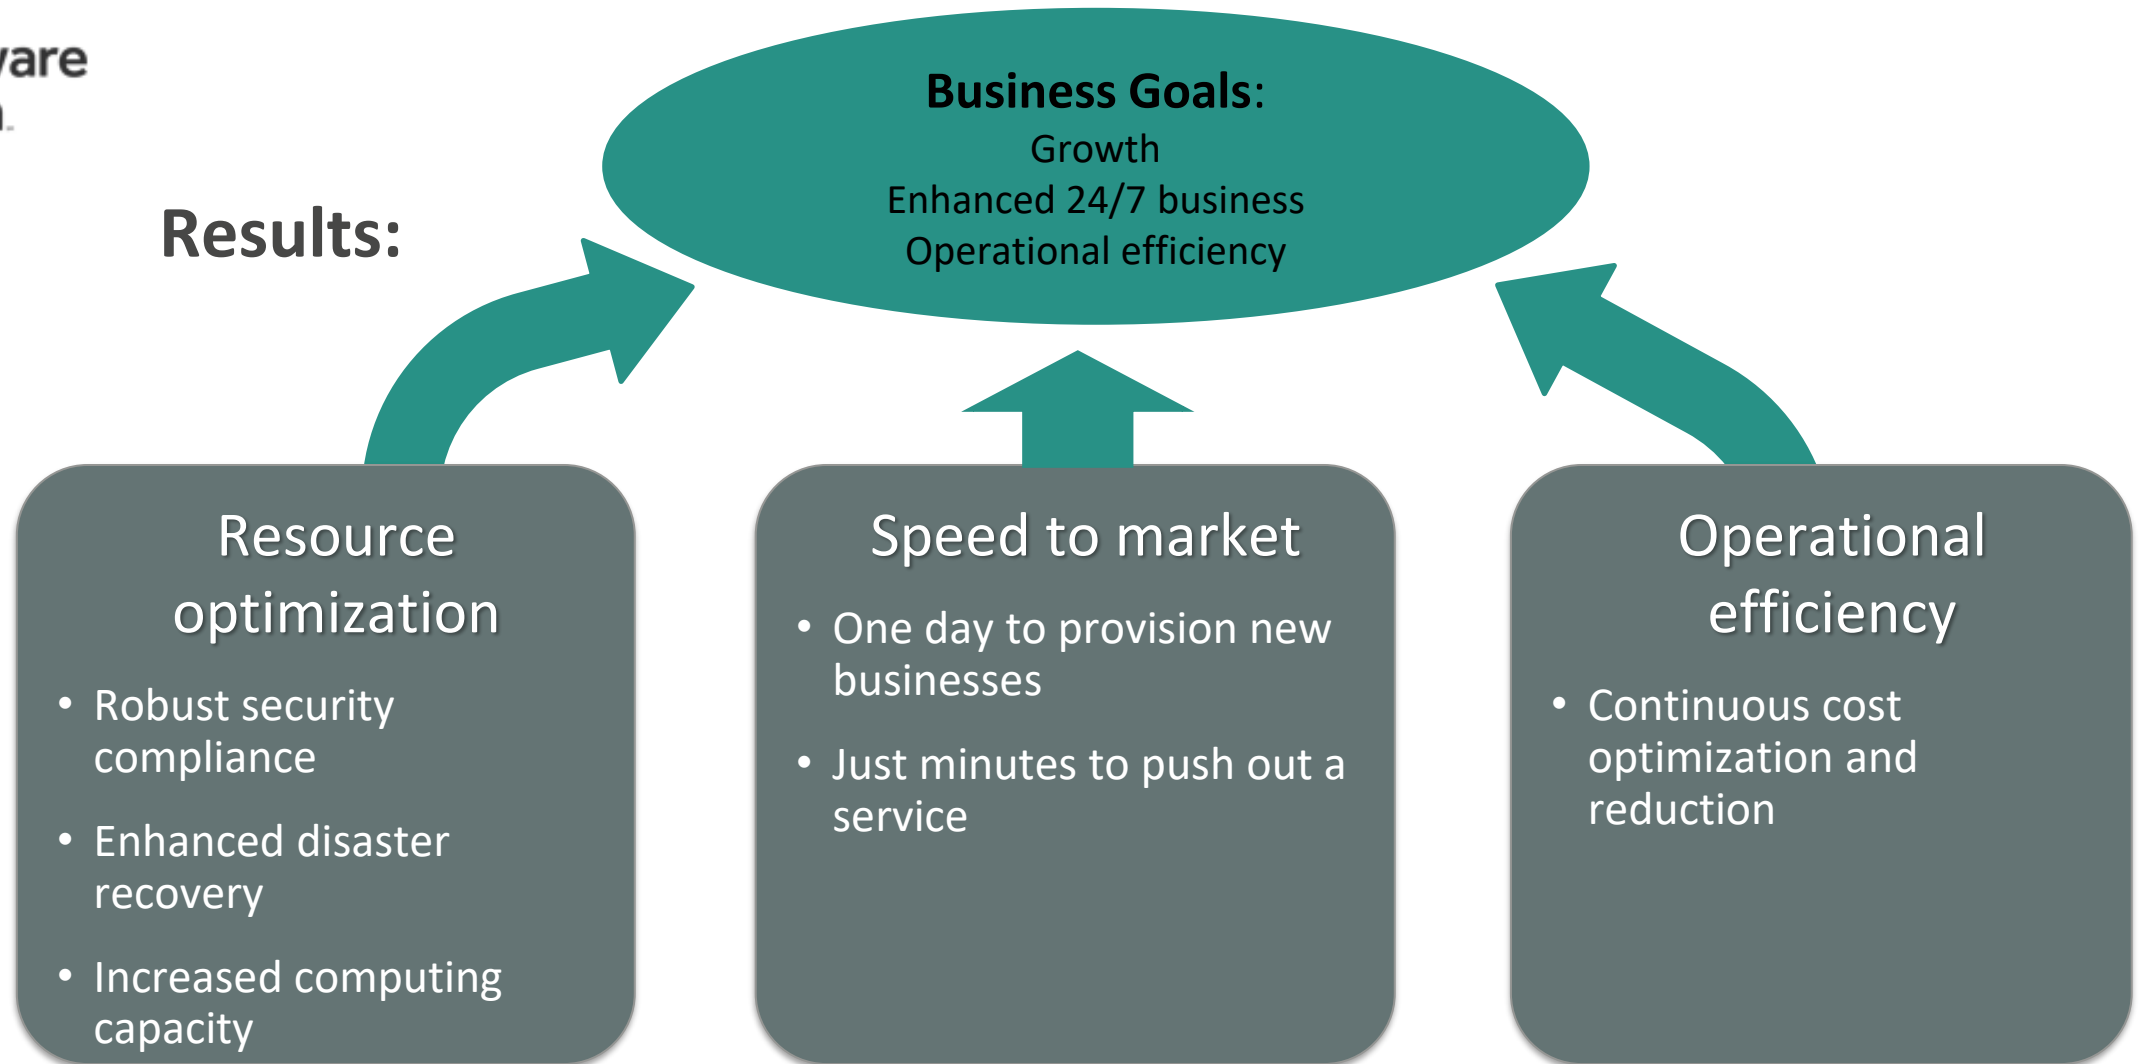 Business Goals:
Growth
Enhanced 24/7 business
Operational efficiency
Results:
Resource
optimization
• Robust security
compliance
• Enhanced disaster
recovery
• Increased computing
capacity
Speed to market
• One day to provision new
businesses
• Just minutes to push out a
service
Operational
efficiency
• Continuous cost
optimization and
reduction